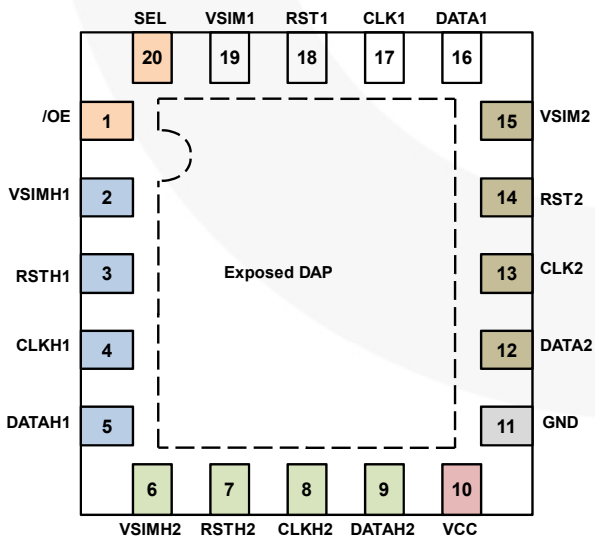 SEL VSIM1 RST1 CLK1 DATA1
20 19 18 17 16
/OE 1 15 VSIM2
VSIMH1 2 14 RST2
RSTH1 3 Exposed DAP 13 CLK2
CLKH1 4 12 DATA2
DATAH1 5 11 GND
6 7 8 9 10
VSIMH2 RSTH2 CLKH2 DATAH2 VCC